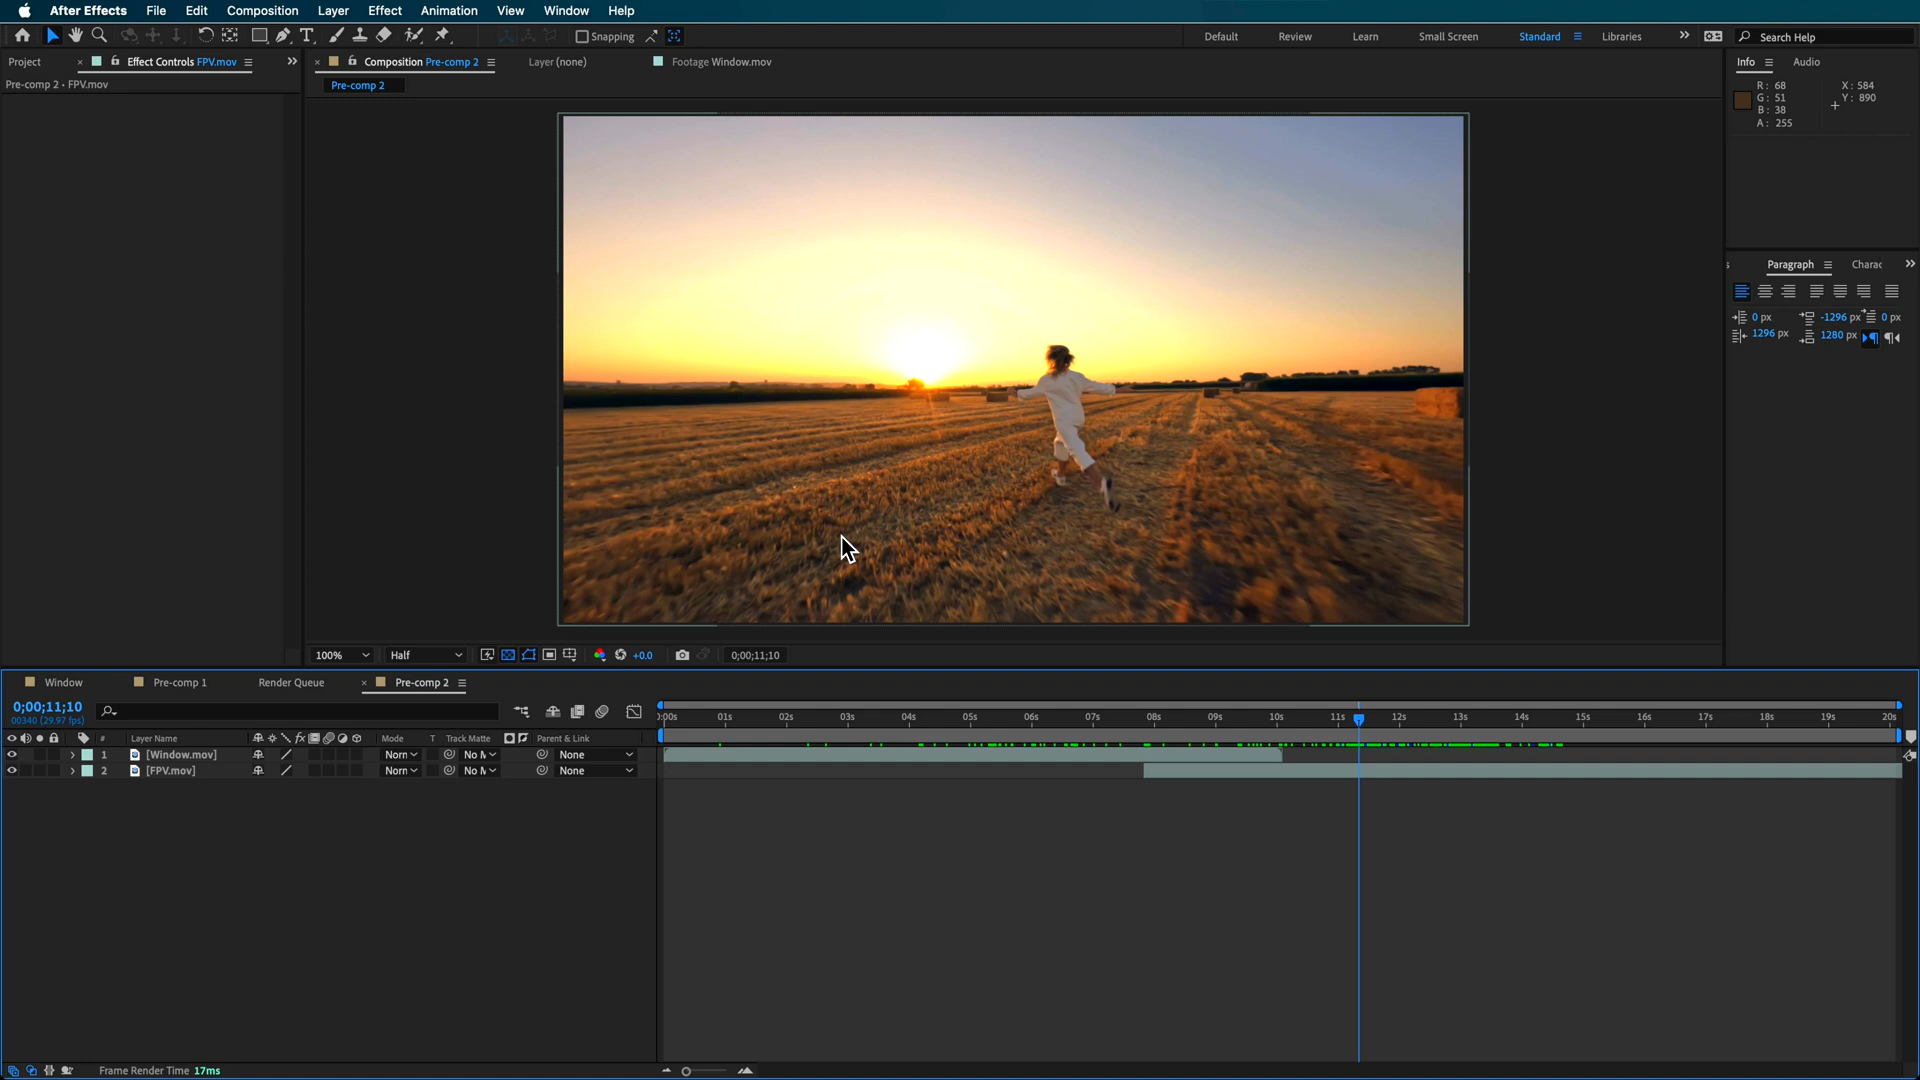 After Effects File Edit Composition Layer Effect Animation View Window Help
Snapping Default Review Learn Small Screen Standard Libraries Search Help
Project Effect Controls FPV.mov Composition Pre-comp 2 Layer (none) Footage Window.mov Info Audio
Pre-comp 2 • FPV.mov Pre-comp 2
R: 68 X: 584
G: 51 Y: 890
B: 38
A: 255
s Paragraph Charac
0 px -1296 px 0 px
1296 px 1280 px
100% Half +0.0 0;00;11;10
Window Pre-comp 1 Render Queue Pre-comp 2
0;00;11;10
00340 (29.97 fps)
0:00s 01s 02s 03s 04s 05s 06s 07s 08s 09s 10s 11s 12s 13s 14s 15s 16s 17s 18s 19s 20s
# Layer Name fx Mode T Track Matte Parent & Link
1 [Window.mov] Norn No M None
2 [FPV.mov] Norn No M None
Frame Render Time 17ms